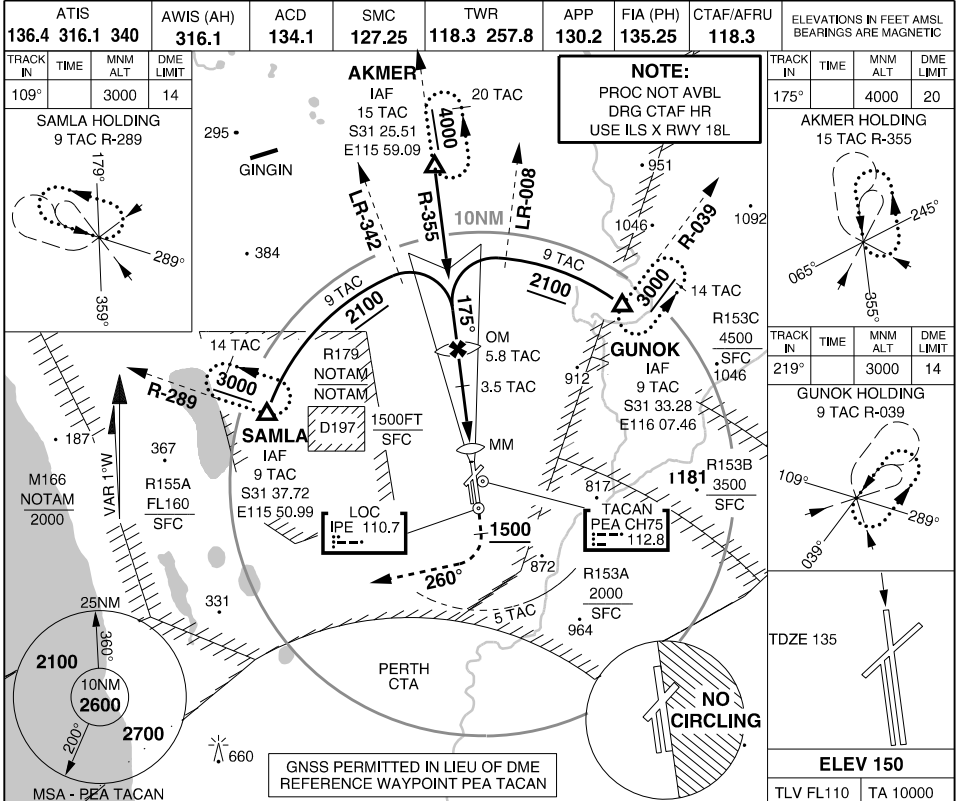 ATIS
136.4 316.1 340
AWIS (AH)
316.1
ACD
134.1
SMC
127.25
TWR
118.3 257.8
APP
130.2
FIA (PH)
135.25
CTAF/AFRU
118.3
ELEVATIONS IN FEET AMSL
BEARINGS ARE MAGNETIC
TRACK IN
TIME
MNM ALT
DME LIMIT
109°
3000
14
SAMLA HOLDING
9 TAC R-289
179°
289°
359°
TRACK IN
TIME
MNM ALT
DME LIMIT
175°
4000
20
AKMER HOLDING
15 TAC R-355
245°
065°
355°
TRACK IN
TIME
MNM ALT
DME LIMIT
219°
3000
14
GUNOK HOLDING
9 TAC R-039
109°
289°
039°
TDZE 135
ELEV 150
TLV FL110
TA 10000
NOTE:
PROC NOT AVBL
DRG CTAF HR
USE ILS X RWY 18L
AKMER
IAF
15 TAC
S31 25.51
E115 59.09
20 TAC
4000
295
GINGIN
LR-342
R-355
LR-008
10NM
951
1046
1092
R-039
384
9 TAC
2100
9 TAC
2100
3000
14 TAC
175°
OM
5.8 TAC
3.5 TAC
GUNOK
IAF
9 TAC
S31 33.28
E116 07.46
912
R153C
4500
SFC
1046
14 TAC
3000
R-289
SAMLA
IAF
9 TAC
S31 37.72
E115 50.99
R179
NOTAM
NOTAM
D197
1500FT
SFC
MM
187
M166
NOTAM
2000
VAR 1°W
367
R155A
FL160
SFC
LOC
IPE 110.7
1500
817
TACAN
PEA CH75
112.8
1181
R153B
3500
SFC
872
260°
R153A
2000
SFC
5 TAC
964
331
25NM
360°
2100
10NM
2600
200°
2700
MSA - PEA TACAN
660
PERTH
CTA
GNSS PERMITTED IN LIEU OF DME
REFERENCE WAYPOINT PEA TACAN
NO
CIRCLING